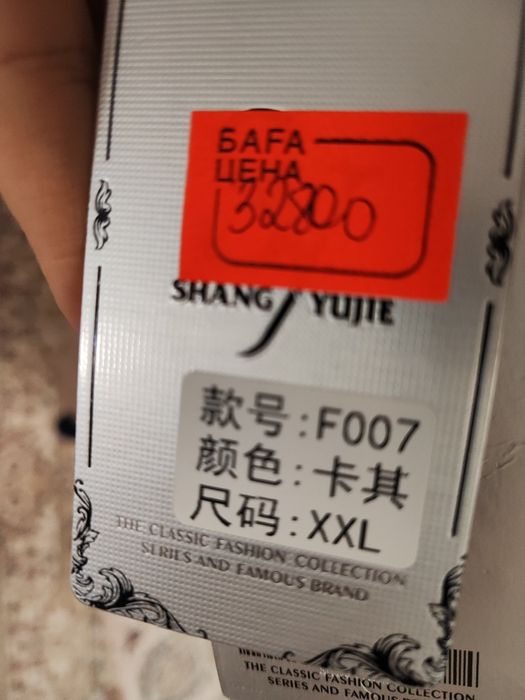 БАҒА
ЦЕНА
32800
SHANG YUJIE
款号:F007
颜色:卡其
尺码:XXL
THE CLASSIC FASHION COLLECTION
SERIES AND FAMOUS BRAND
THE CLASSIC FASHION COLLECTION
SERIES AND FAMOUS BRAND